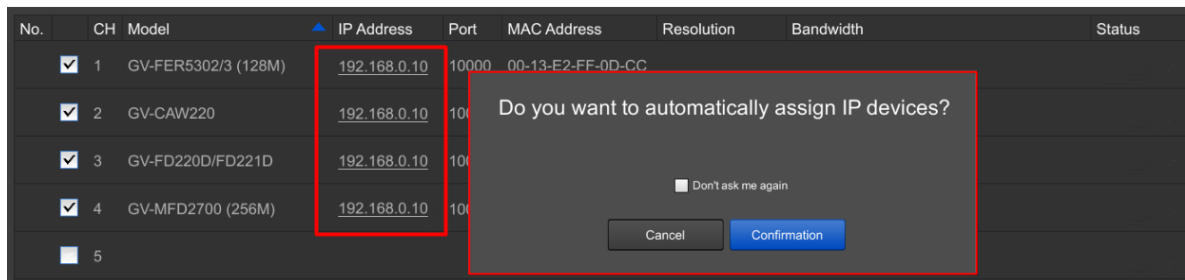 No. CH Model IP Address Port MAC Address Resolution Bandwidth Status
1 GV-FER5302/3 (128M) 192.168.0.10 10000 00-13-E2-FF-0D-CC
2 GV-CAW220 192.168.0.10
3 GV-FD220D/FD221D 192.168.0.10
4 GV-MFD2700 (256M) 192.168.0.10
5
Do you want to automatically assign IP devices?
Don't ask me again
Cancel Confirmation